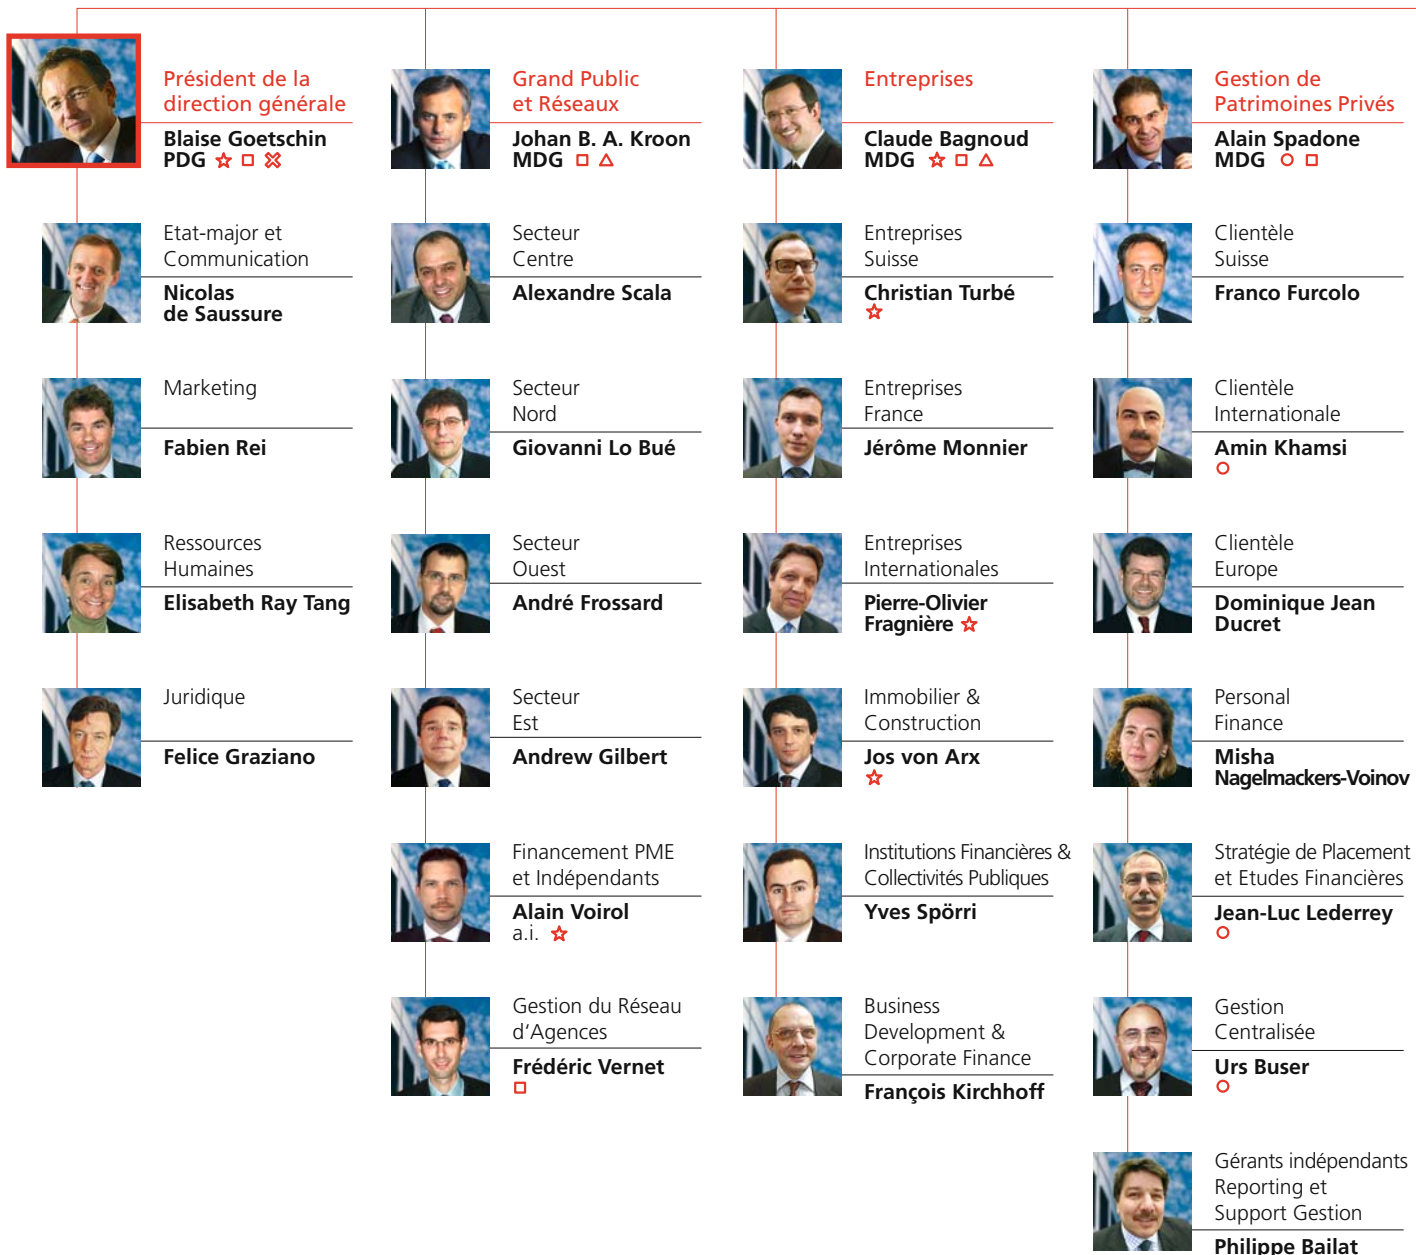 Président de la
direction générale
Blaise Goetschin
PDG ☆ □ ✖
Etat-major et
Communication
Nicolas
de Saussure
Marketing
Fabien Rei
Ressources
Humaines
Elisabeth Ray Tang
Juridique
Felice Graziano
Grand Public
et Réseaux
Johan B. A. Kroon
MDG □ △
Secteur
Centre
Alexandre Scala
Secteur
Nord
Giovanni Lo Bué
Secteur
Ouest
André Frossard
Secteur
Est
Andrew Gilbert
Financement PME
et Indépendants
Alain Voirol
a.i. ☆
Gestion du Réseau
d'Agences
Frédéric Vernet
□
Entreprises
Claude Bagnoud
MDG ☆ □ △
Entreprises
Suisse
Christian Turbé
☆
Entreprises
France
Jérôme Monnier
Entreprises
Internationales
Pierre-Olivier
Fragnière ☆
Immobilier &
Construction
Jos von Arx
☆
Institutions Financières &
Collectivités Publiques
Yves Spörri
Business
Development &
Corporate Finance
François Kirchhoff
Gestion de
Patrimoines Privés
Alain Spadone
MDG ○ □
Clientèle
Suisse
Franco Furcolo
Clientèle
Internationale
Amin Khamsi
○
Clientèle
Europe
Dominique Jean
Ducret
Personal
Finance
Misha
Nagelmackers-Voinov
Stratégie de Placement
et Etudes Financières
Jean-Luc Lederrey
○
Gestion
Centralisée
Urs Buser
○
Gérants indépendants
Reporting et
Support Gestion
Philippe Bailat